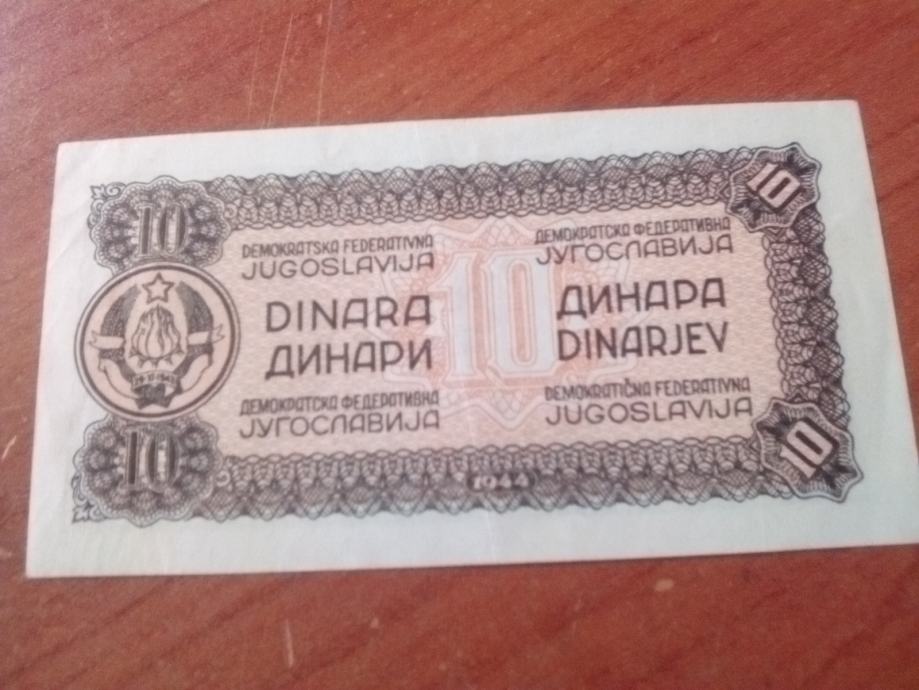 10
10
DEMOKRATSKA FEDERATIVNA
JUGOSLAVIJA
ДЕМОКРАТСКА ФЕДЕРАТИВНА
ЈУГОСЛАВИЈА
10
DINARA
ДИНАРИ
ДИНАРА
DINARJEV
ДЕМОКРАТСКА ФЕДЕРАТИВНА
ЈУГОСЛАВИЈА
DEMOKRATIČNA FEDERATIVNA
JUGOSLAVIJA
10
10
1944